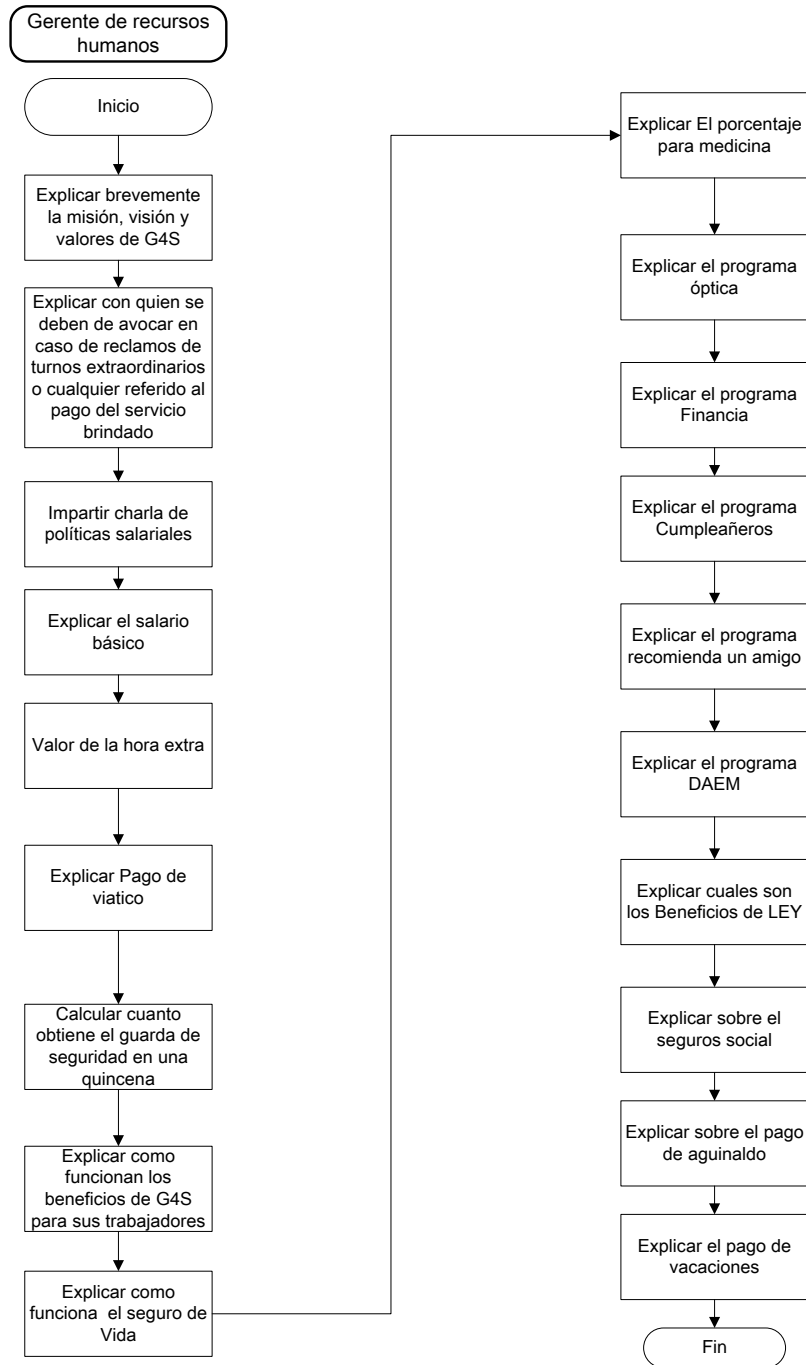 Gerente de recursos
humanos
Inicio
Explicar brevemente
la misión, visión y
valores de G4S
Explicar con quien se
deben de avocar en
caso de reclamos de
turnos extraordinarios
o cualquier referido al
pago del servicio
brindado
Impartir charla de
políticas salariales
Explicar el salario
básico
Valor de la hora extra
Explicar Pago de
viatico
Calcular cuanto
obtiene el guarda de
seguridad en una
quincena
Explicar como
funcionan los
beneficios de G4S
para sus trabajadores
Explicar como
funciona el seguro de
Vida
Explicar El porcentaje
para medicina
Explicar el programa
óptica
Explicar el programa
Financia
Explicar el programa
Cumpleañeros
Explicar el programa
recomienda un amigo
Explicar el programa
DAEM
Explicar cuales son
los Beneficios de LEY
Explicar sobre el
seguros social
Explicar sobre el pago
de aguinaldo
Explicar el pago de
vacaciones
Fin